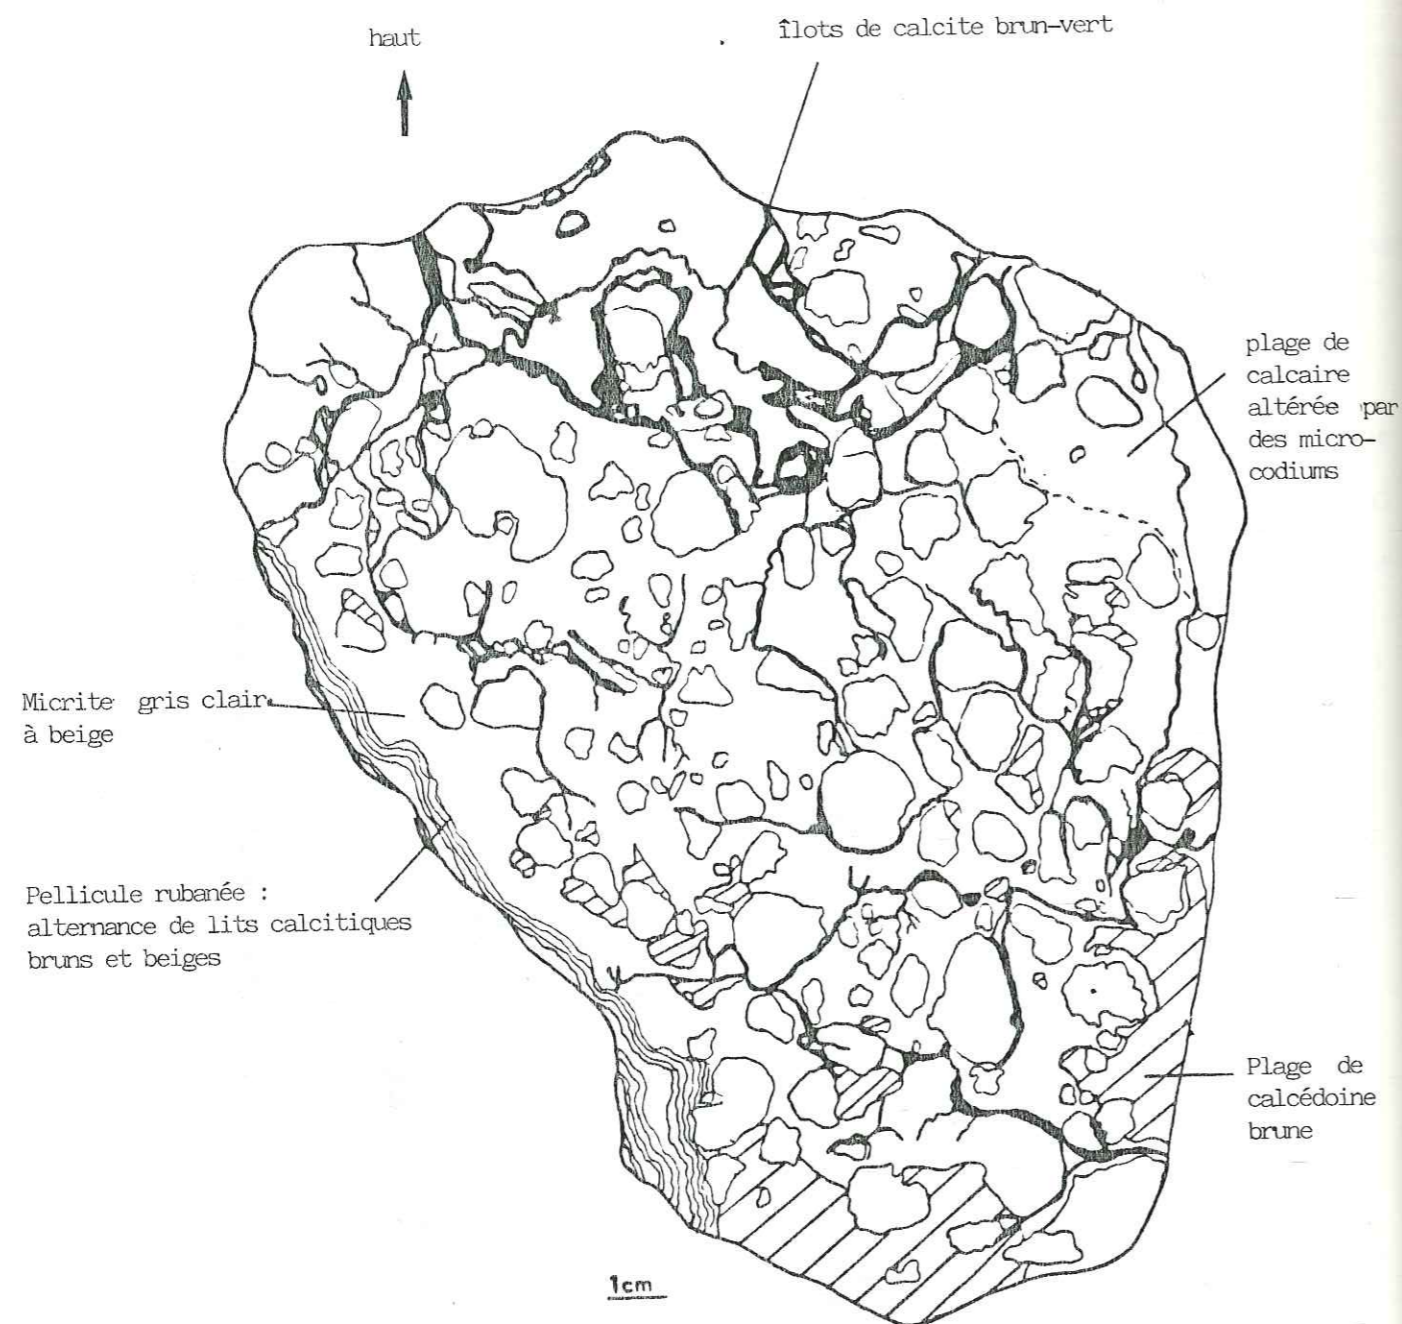 haut
îlots de calcite brun-vert
plage de
calcaire
altérée par
des micro-
codiums
Micrite gris clair
à beige
Pellicule rubanée :
alternance de lits calcitiques
bruns et beiges
Plage de
calcédoine
brune
1cm